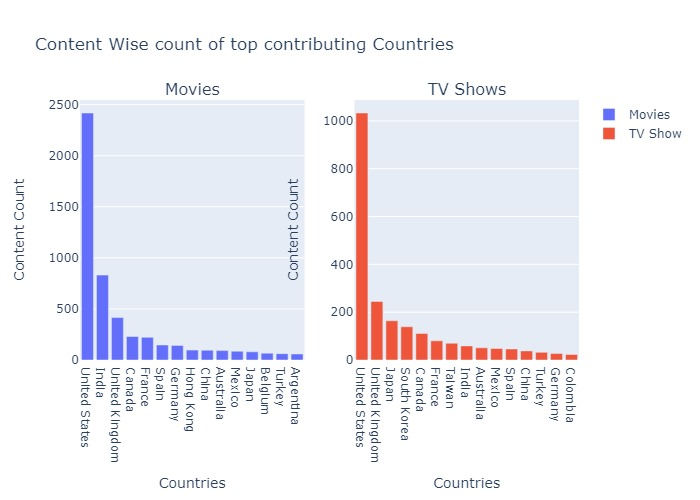 Content Wise count of top contributing Countries
Movies
TV Shows
Movies
TV Show
Content Count
2500
2000
1500
1000
500
0
United States
India
United Kingdom
Canada
France
Spain
Germany
Hong Kong
China
Australia
Mexico
Japan
Belgium
Turkey
Argentina
Countries
Content Count
1000
800
600
400
200
0
United States
United Kingdom
Japan
South Korea
Canada
France
Taiwan
India
Australia
Mexico
Spain
China
Turkey
Germany
Colombia
Countries